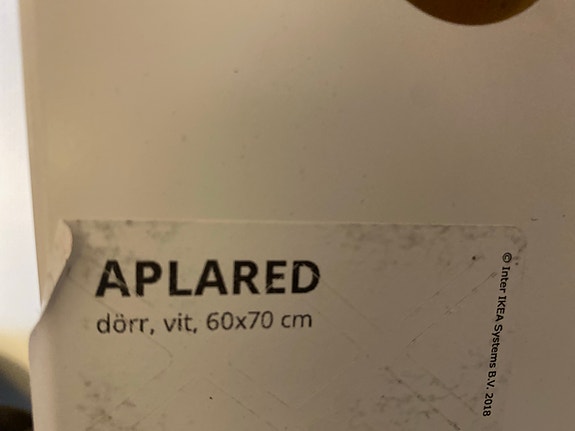 APLARED
dörr, vit, 60x70 cm
© Inter IKEA Systems B.V. 2018